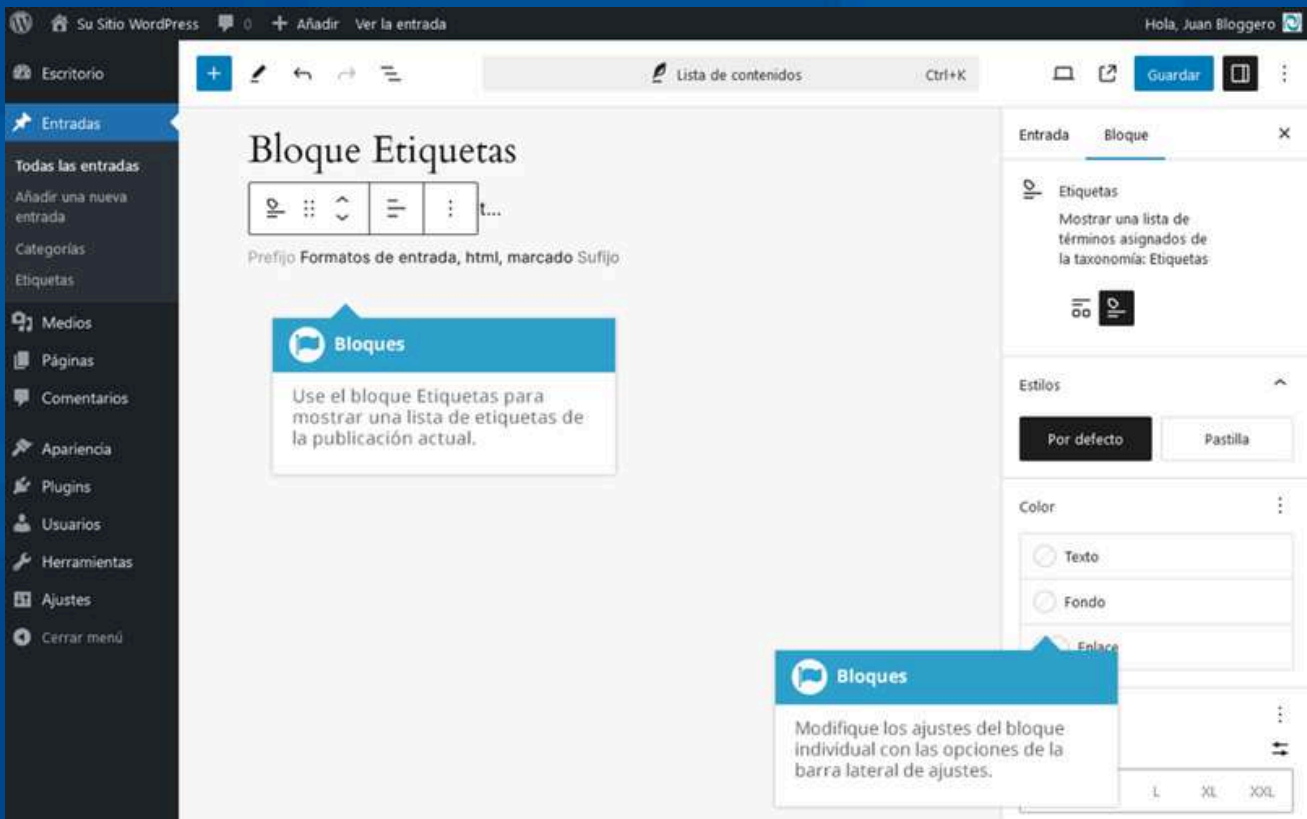 Su Sitio WordPress 0 + Añadir Ver la entrada Hola, Juan Bloggero
Escritorio
Entradas
Todas las entradas
Añadir una nueva
entrada
Categorías
Etiquetas
Medios
Páginas
Comentarios
Apariencia
Plugins
Usuarios
Herramientas
Ajustes
Cerrar menú
Lista de contenidos Ctrl+K Guardar
Bloque Etiquetas
t...
Prefijo Formatos de entrada, html, marcado Sufijo
Bloques
Use el bloque Etiquetas para
mostrar una lista de etiquetas de
la publicación actual.
Entrada Bloque
Etiquetas
Mostrar una lista de
términos asignados de
la taxonomía: Etiquetas
Estilos
Por defecto Pastilla
Color
Texto
Fondo
Enlace
Bloques
Modifique los ajustes del bloque
individual con las opciones de la
barra lateral de ajustes.
L XL XXL